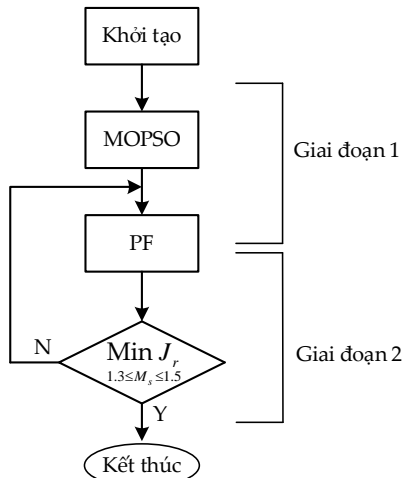 Khởi tạo
MOPSO
Giai đoạn 1
PF
Min J_r
1.3≤M_s≤1.5
N
Giai đoạn 2
Y
Kết thúc